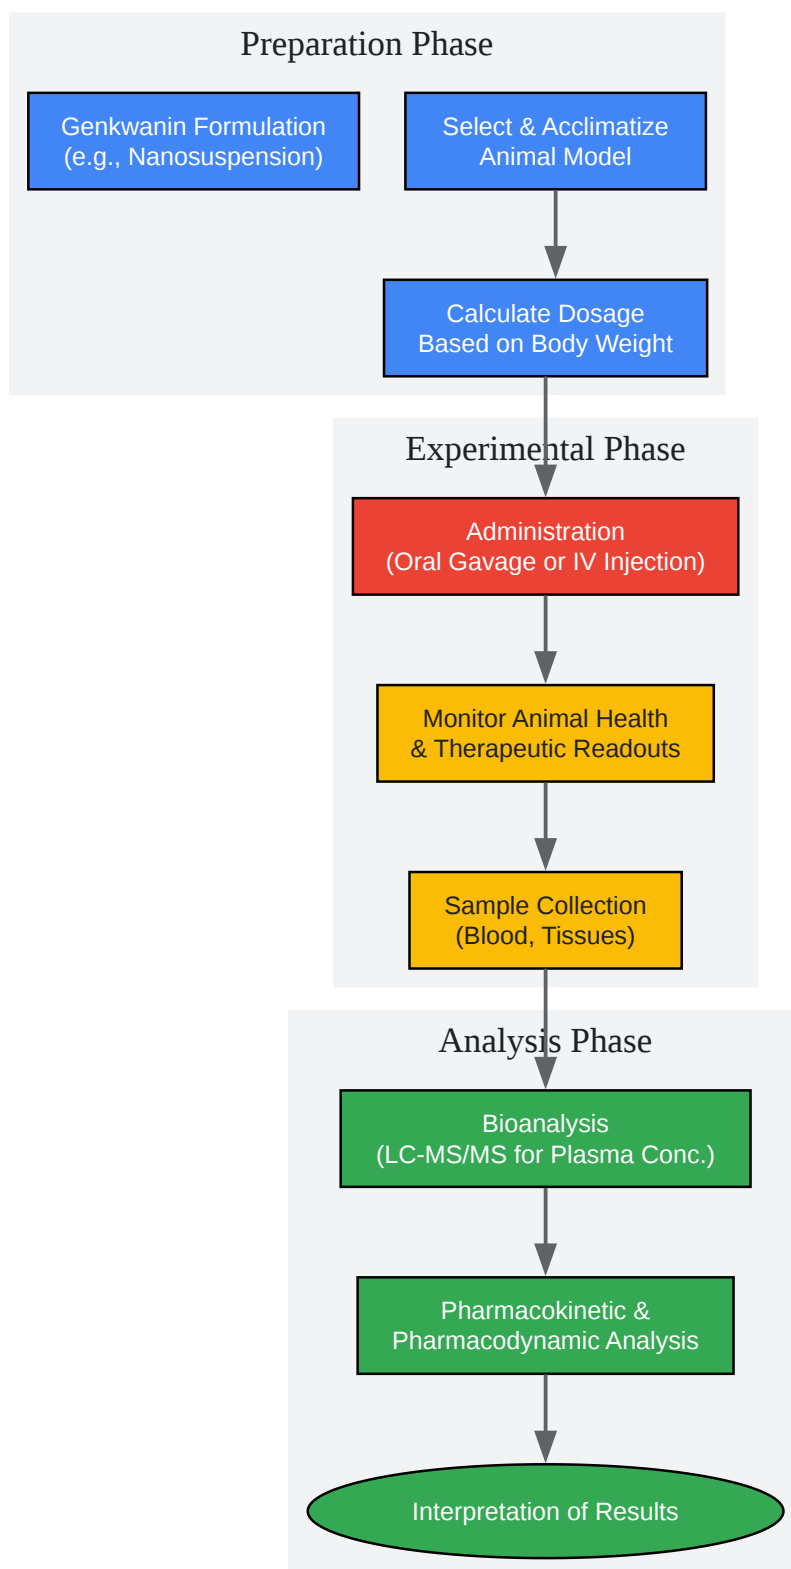 Preparation Phase
Genkwanin Formulation
(e.g., Nanosuspension)
Select & Acclimatize
Animal Model
Calculate Dosage
Based on Body Weight
Experimental Phase
Administration
(Oral Gavage or IV Injection)
Monitor Animal Health
& Therapeutic Readouts
Sample Collection
(Blood, Tissues)
Analysis Phase
Bioanalysis
(LC-MS/MS for Plasma Conc.)
Pharmacokinetic &
Pharmacodynamic Analysis
Interpretation of Results